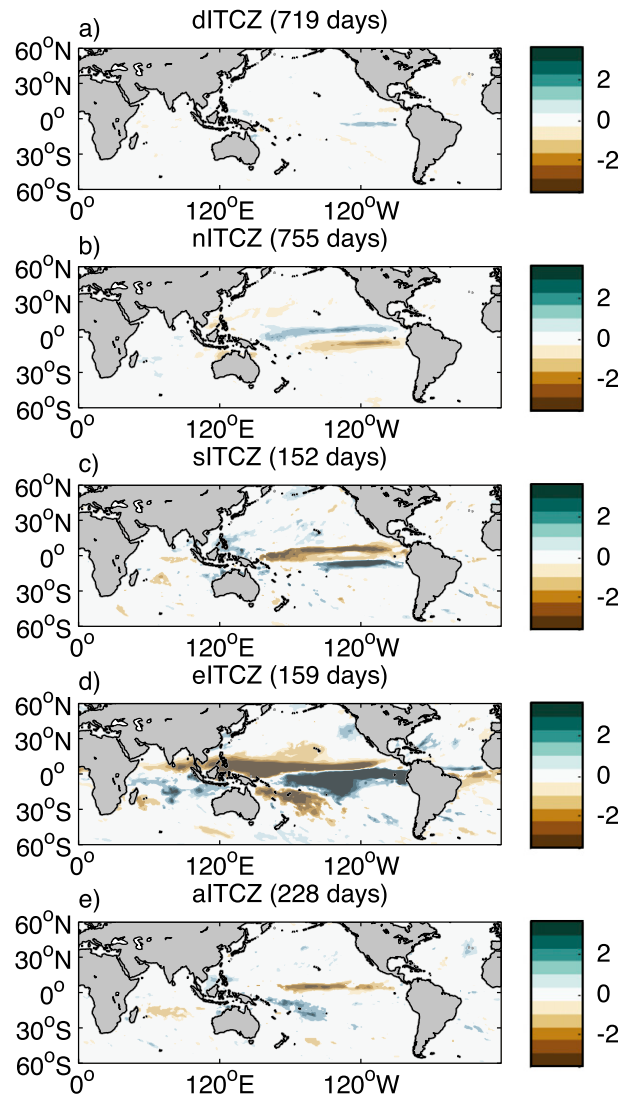 a)
dITCZ (719 days)
60°N
30°N
0°
30°S
60°S
0°
120°E
120°W
2
0
-2
b)
nITCZ (755 days)
60°N
30°N
0°
30°S
60°S
0°
120°E
120°W
2
0
-2
c)
sITCZ (152 days)
60°N
30°N
0°
30°S
60°S
0°
120°E
120°W
2
0
-2
d)
eITCZ (159 days)
60°N
30°N
0°
30°S
60°S
0°
120°E
120°W
2
0
-2
e)
aITCZ (228 days)
60°N
30°N
0°
30°S
60°S
0°
120°E
120°W
2
0
-2